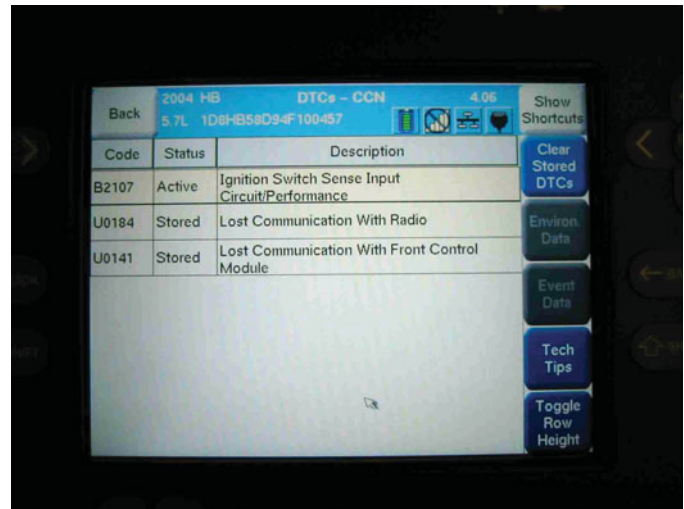 Back
2004 HB DTCs - CCN 4.06
5.7L 1D8HB58D94F100457
Show
Shortcuts
Code Status Description
B2107 Active Ignition Switch Sense Input
Circuit/Performance
U0184 Stored Lost Communication With Radio
U0141 Stored Lost Communication With Front Control
Module
Clear
Stored
DTCs
Environ.
Data
Event
Data
Tech
Tips
Toggle
Row
Height